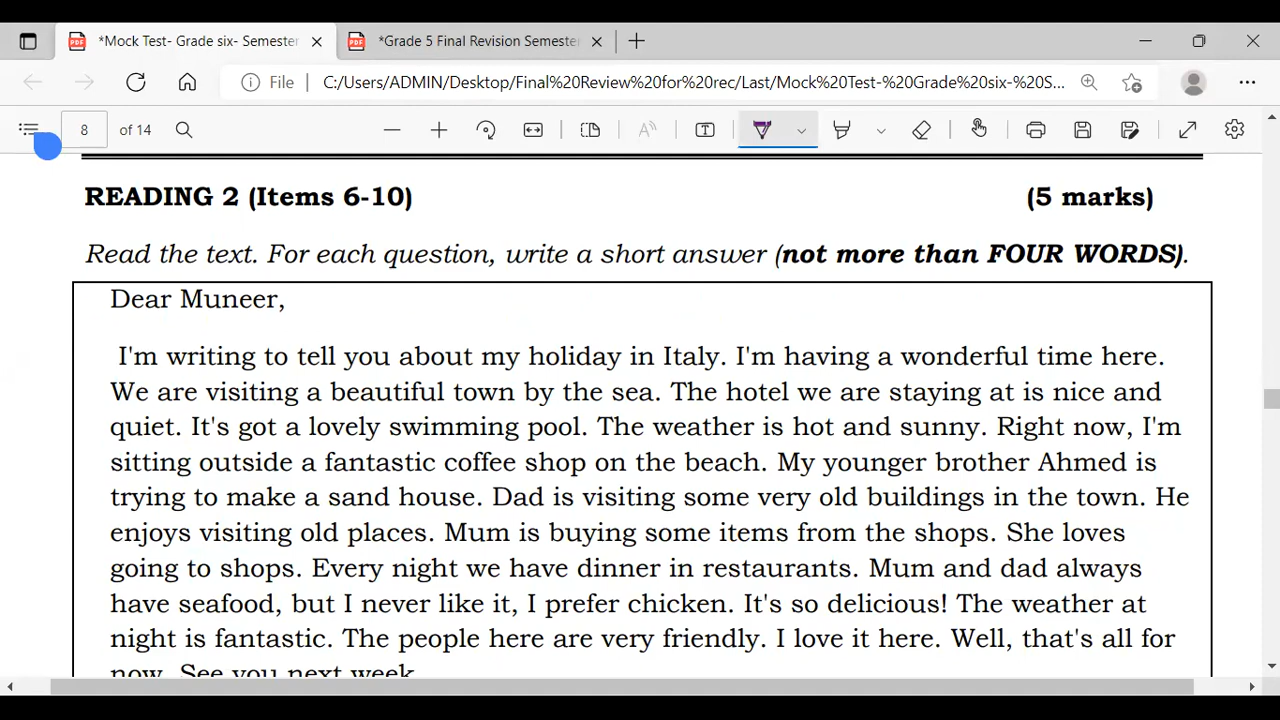 *Mock Test- Grade six- Semester
*Grade 5 Final Revision Semester
File
C:/Users/ADMIN/Desktop/Final%20Review%20for%20rec/Last/Mock%20Test-%20Grade%20six-%20S...
8 of 14
READING 2 (Items 6-10) (5 marks)
Read the text. For each question, write a short answer (not more than FOUR WORDS).
Dear Muneer,
I'm writing to tell you about my holiday in Italy. I'm having a wonderful time here.
We are visiting a beautiful town by the sea. The hotel we are staying at is nice and
quiet. It's got a lovely swimming pool. The weather is hot and sunny. Right now, I'm
sitting outside a fantastic coffee shop on the beach. My younger brother Ahmed is
trying to make a sand house. Dad is visiting some very old buildings in the town. He
enjoys visiting old places. Mum is buying some items from the shops. She loves
going to shops. Every night we have dinner in restaurants. Mum and dad always
have seafood, but I never like it, I prefer chicken. It's so delicious! The weather at
night is fantastic. The people here are very friendly. I love it here. Well, that's all for
now. See you next week